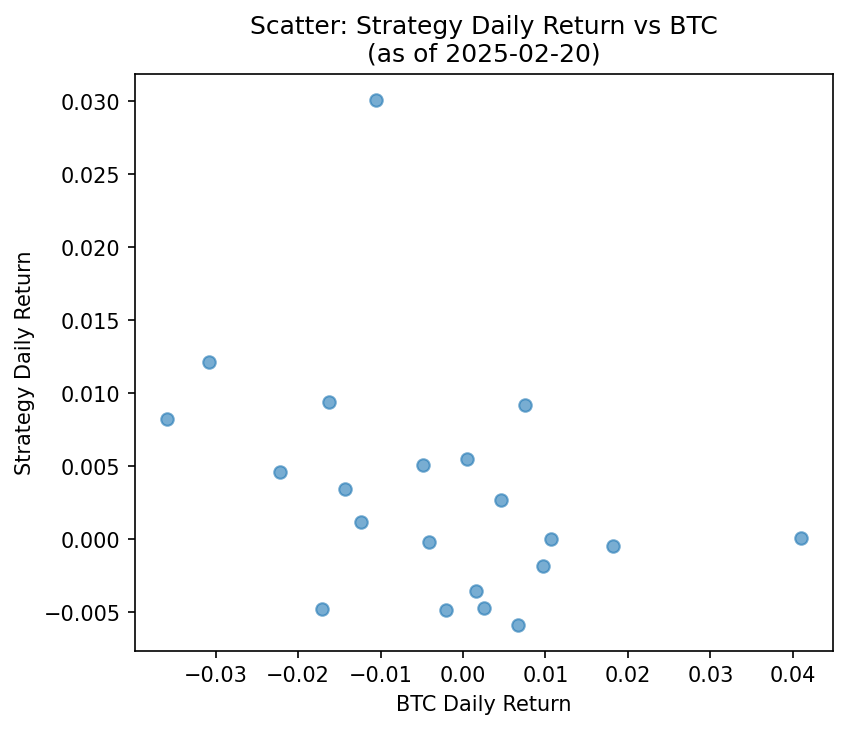 Scatter: Strategy Daily Return vs BTC
(as of 2025-02-20)
Strategy Daily Return
0.030
0.025
0.020
0.015
0.010
0.005
0.000
−0.005
−0.03 −0.02 −0.01 0.00 0.01 0.02 0.03 0.04
BTC Daily Return